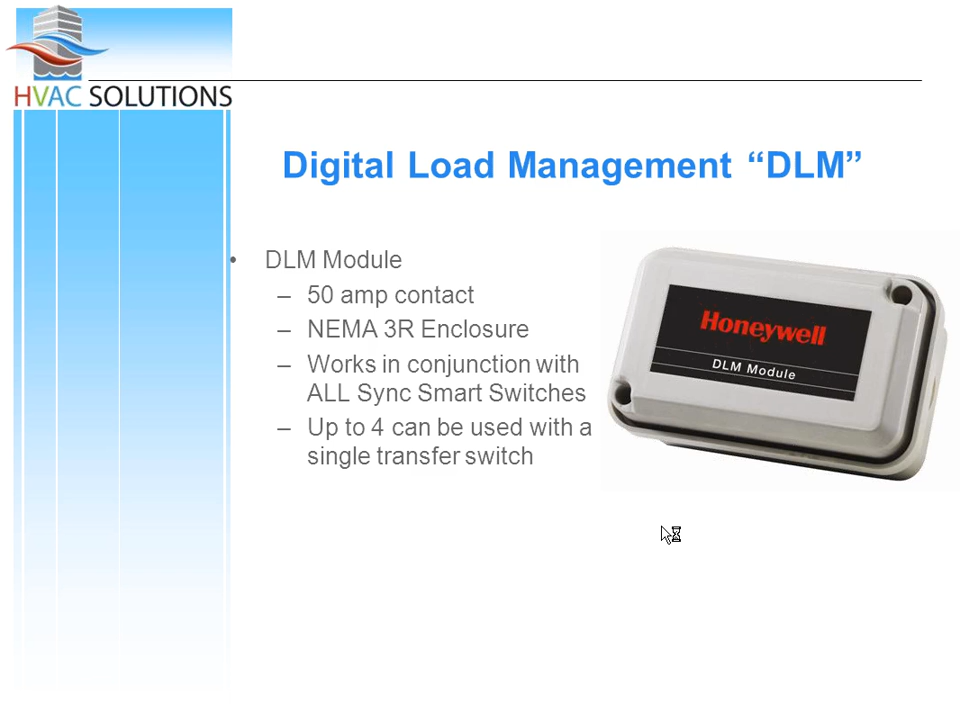 HVAC SOLUTIONS
Digital Load Management “DLM”
• DLM Module
– 50 amp contact
– NEMA 3R Enclosure
– Works in conjunction with
ALL Sync Smart Switches
– Up to 4 can be used with a
single transfer switch
Honeywell
DLM Module